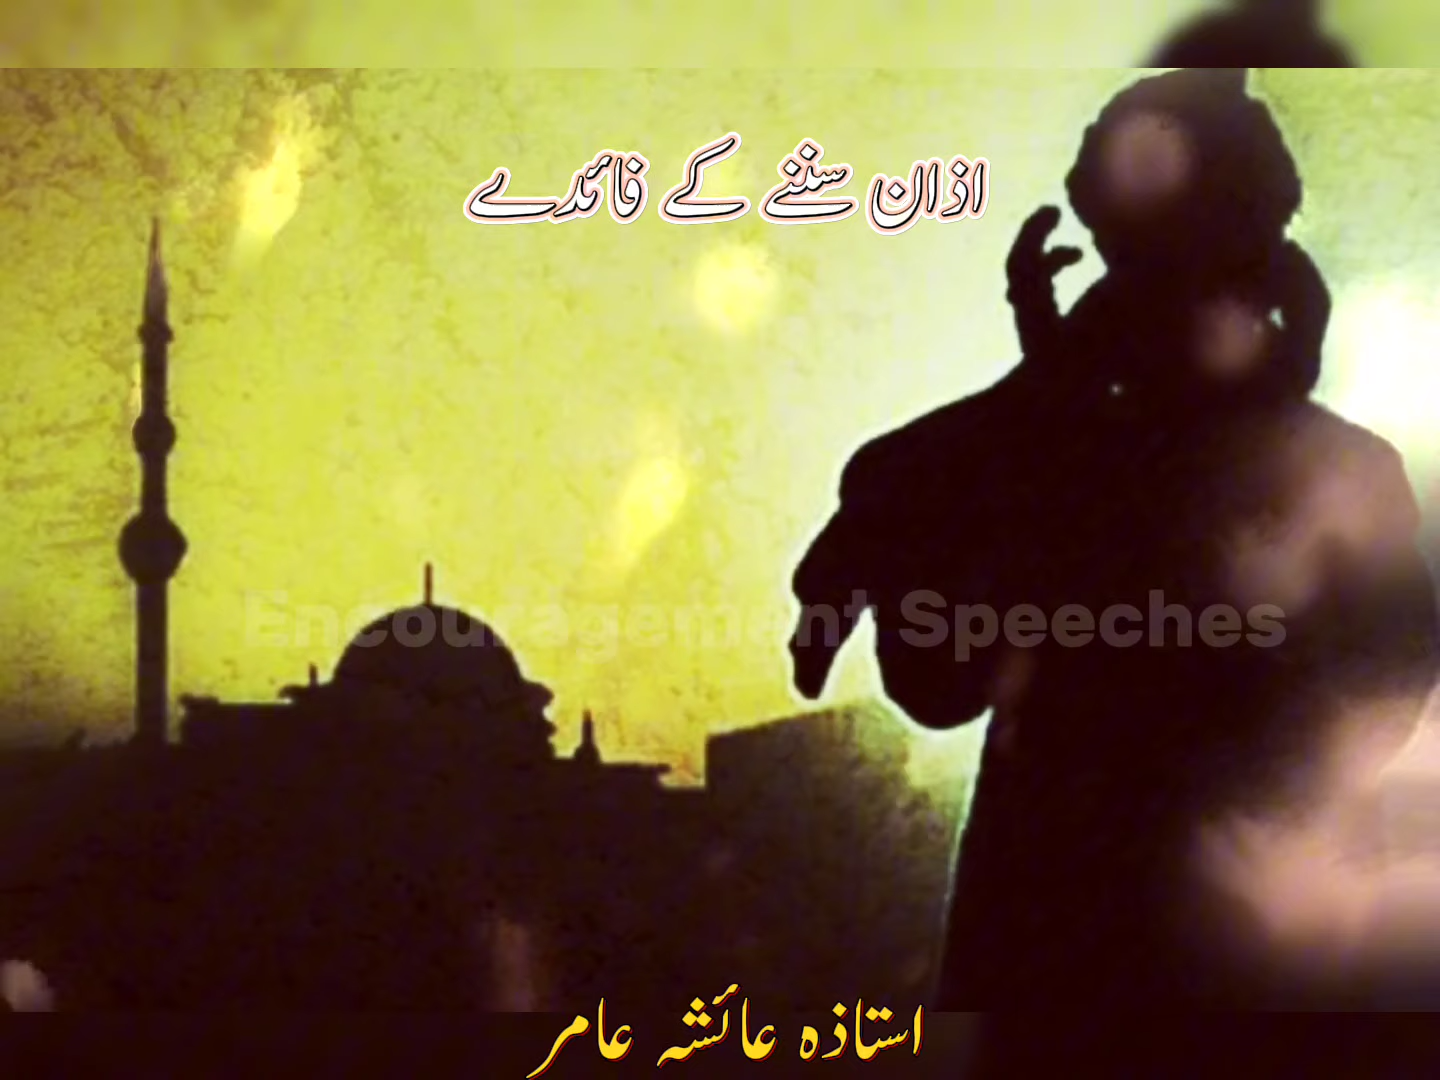 اذان سننے کے فائدے
Encouragement Speeches
استاذہ عائشہ عامر